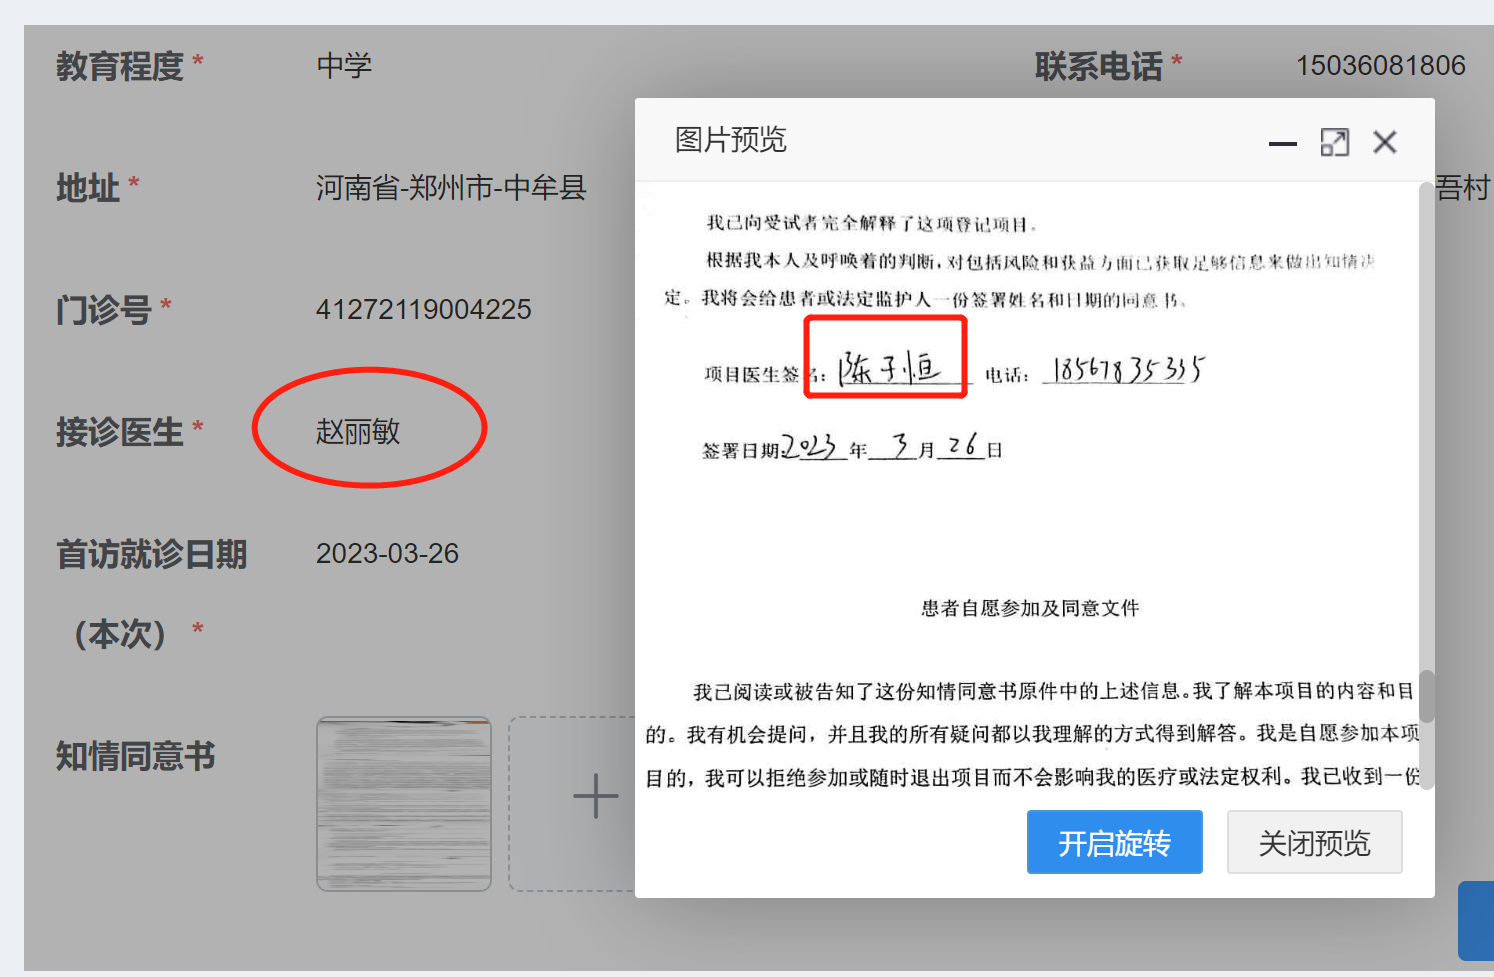 教育程度 * 中学 联系电话 * 15036081806
图片预览
地址 * 河南省-郑州市-中牟县 吾村
我已向受试者完全解释了这项登记项目。
根据我本人及呼唤着的判断，对包括风险和获益方面已获取足够信息来做出知情决
定。我将会给患者或法定监护人一份签署姓名和日期的同意书。
门诊号 * 41272119004225
项目医生签名：陈子恒 电话：18567835335
接诊医生 * 赵丽敏
签署日期：2023年3月26日
首访就诊日期 2023-03-26
（本次） *
患者自愿参加及同意文件
我已阅读或被告知了这份知情同意书原件中的上述信息。我了解本项目的内容和目
的。我有机会提问，并且我的所有疑问都以我理解的方式得到解答。我是自愿参加本项
目的，我可以拒绝参加或随时退出项目而不会影响我的医疗或法定权利。我已收到一份
知情同意书
开启旋转 关闭预览